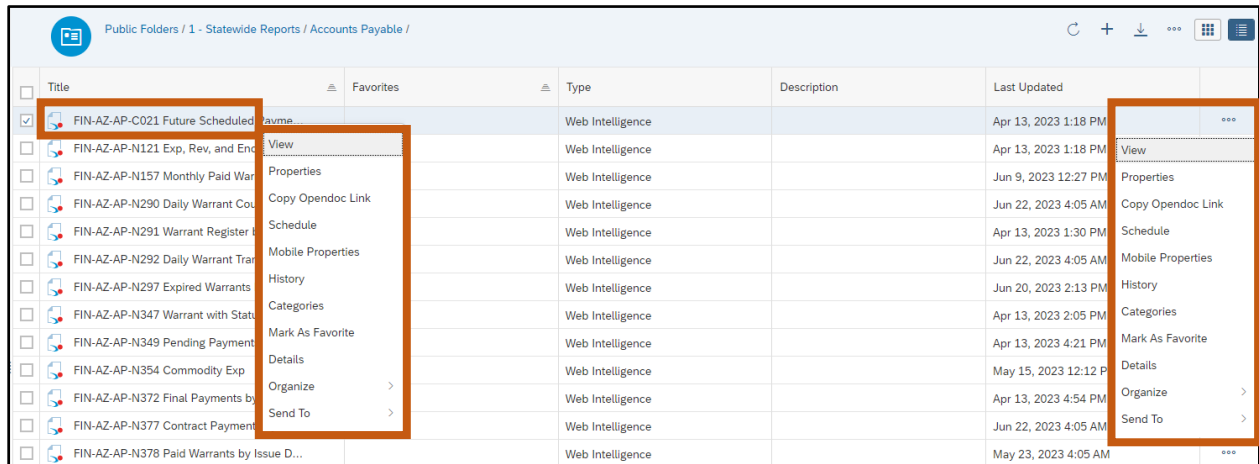 Public Folders / 1 - Statewide Reports / Accounts Payable /
Title Favorites Type Description Last Updated
FIN-AZ-AP-C021 Future Scheduled Payme... Web Intelligence Apr 13, 2023 1:18 PM
FIN-AZ-AP-N121 Exp, Rev, and Enc Web Intelligence Apr 13, 2023 1:18 PM
FIN-AZ-AP-N157 Monthly Paid War Web Intelligence Jun 9, 2023 12:27 PM
FIN-AZ-AP-N290 Daily Warrant Cou Web Intelligence Jun 22, 2023 4:05 AM
FIN-AZ-AP-N291 Warrant Register Web Intelligence Apr 13, 2023 1:30 PM
FIN-AZ-AP-N292 Daily Warrant Tran Web Intelligence Jun 22, 2023 4:05 AM
FIN-AZ-AP-N297 Expired Warrants Web Intelligence Jun 20, 2023 2:13 PM
FIN-AZ-AP-N347 Warrant with Statu Web Intelligence Apr 13, 2023 2:05 PM
FIN-AZ-AP-N349 Pending Payment Web Intelligence Apr 13, 2023 4:21 PM
FIN-AZ-AP-N354 Commodity Exp Web Intelligence May 15, 2023 12:12 P
FIN-AZ-AP-N372 Final Payments by Web Intelligence Apr 13, 2023 4:54 PM
FIN-AZ-AP-N377 Contract Payment Web Intelligence Jun 22, 2023 4:05 AM
FIN-AZ-AP-N378 Paid Warrants by Issue D... Web Intelligence May 23, 2023 4:05 AM
View
Properties
Copy Opendoc Link
Schedule
Mobile Properties
History
Categories
Mark As Favorite
Details
Organize
Send To
View
Properties
Copy Opendoc Link
Schedule
Mobile Properties
History
Categories
Mark As Favorite
Details
Organize
Send To